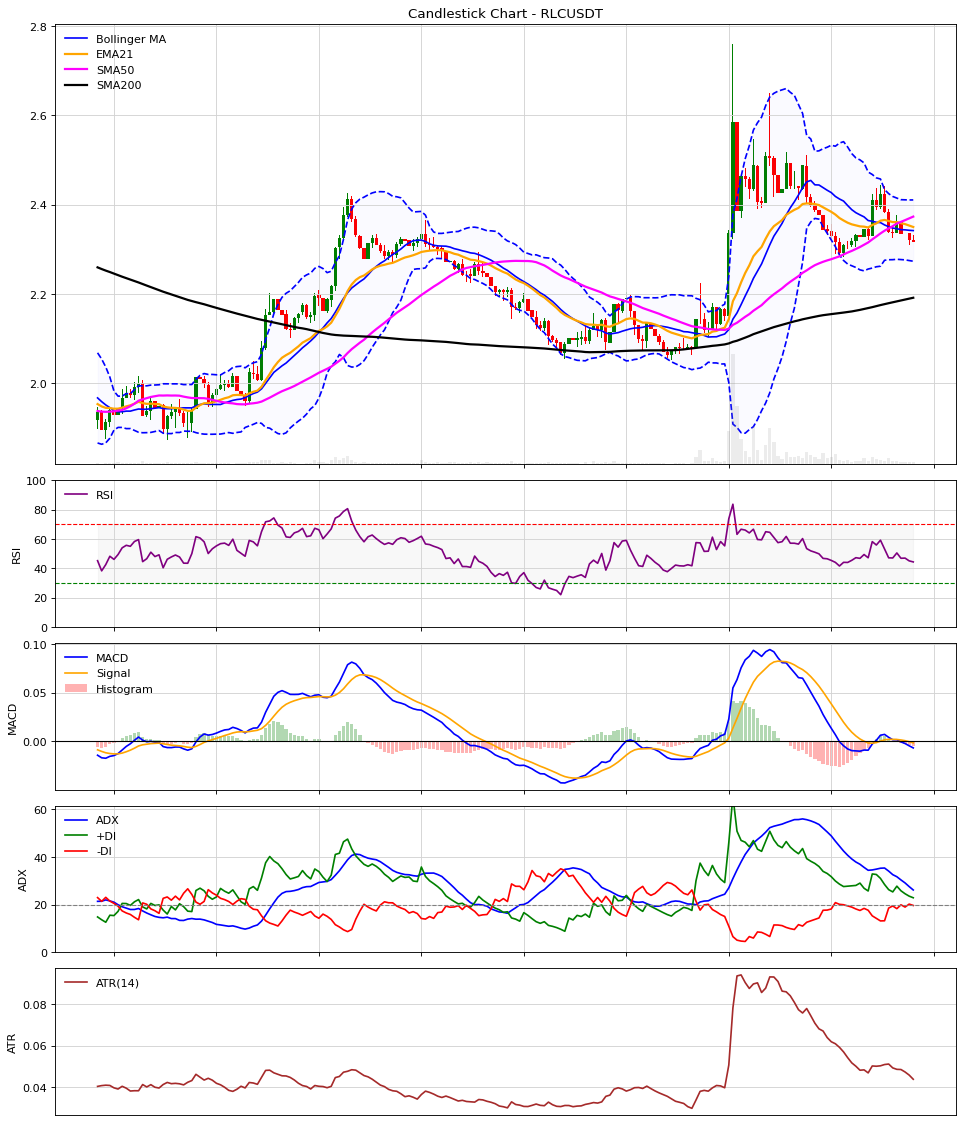 Candlestick Chart - RLCUSDT
2.8
2.6
2.4
2.2
2.0
Bollinger MA
EMA21
SMA50
SMA200
100
80
60
40
20
0
RSI
RSI
0.10
0.05
0.00
MACD
MACD
Signal
Histogram
60
40
20
0
ADX
ADX
+DI
-DI
0.08
0.06
0.04
ATR
ATR(14)